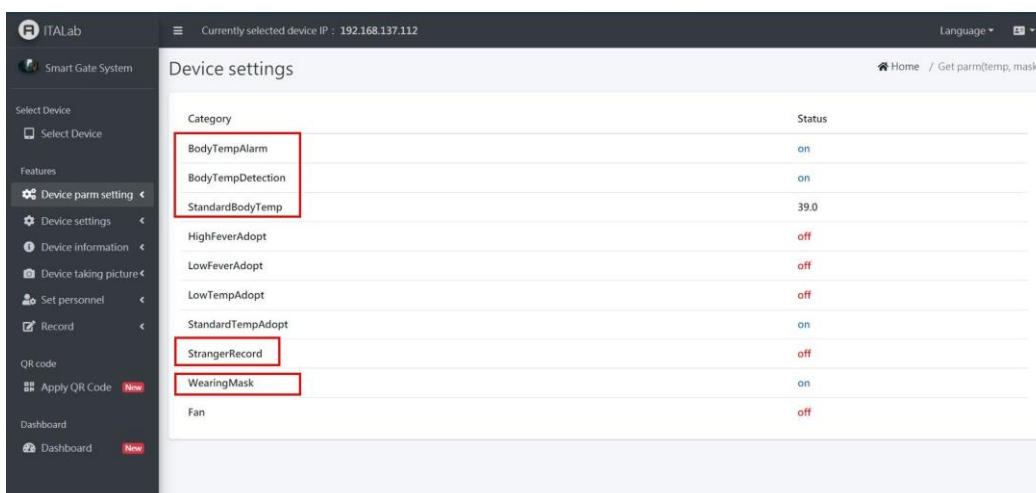 ITALab
Currently selected device IP : 192.168.137.112
Language
Smart Gate System
Device settings
Home / Get parm(temp, mask
Select Device
Select Device
Features
Device parm setting
Device settings
Device information
Device taking picture
Set personnel
Record
QR code
Apply QR Code New
Dashboard
Dashboard New
Category Status
BodyTempAlarm on
BodyTempDetection on
StandardBodyTemp 39.0
HighFeverAdopt off
LowFeverAdopt off
LowTempAdopt off
StandardTempAdopt on
StrangerRecord off
WearingMask on
Fan off